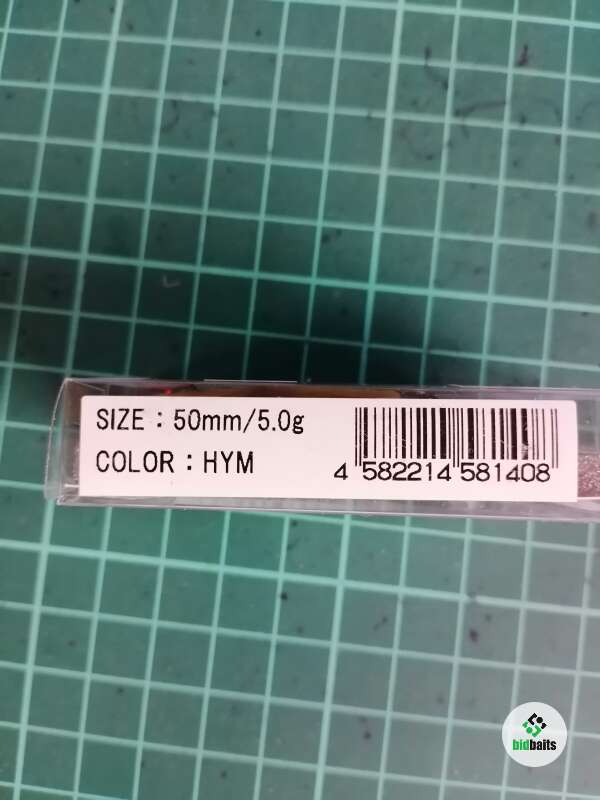 SIZE：50mm/5.0g
COLOR：HYM
4 582214 581408
bidbaits